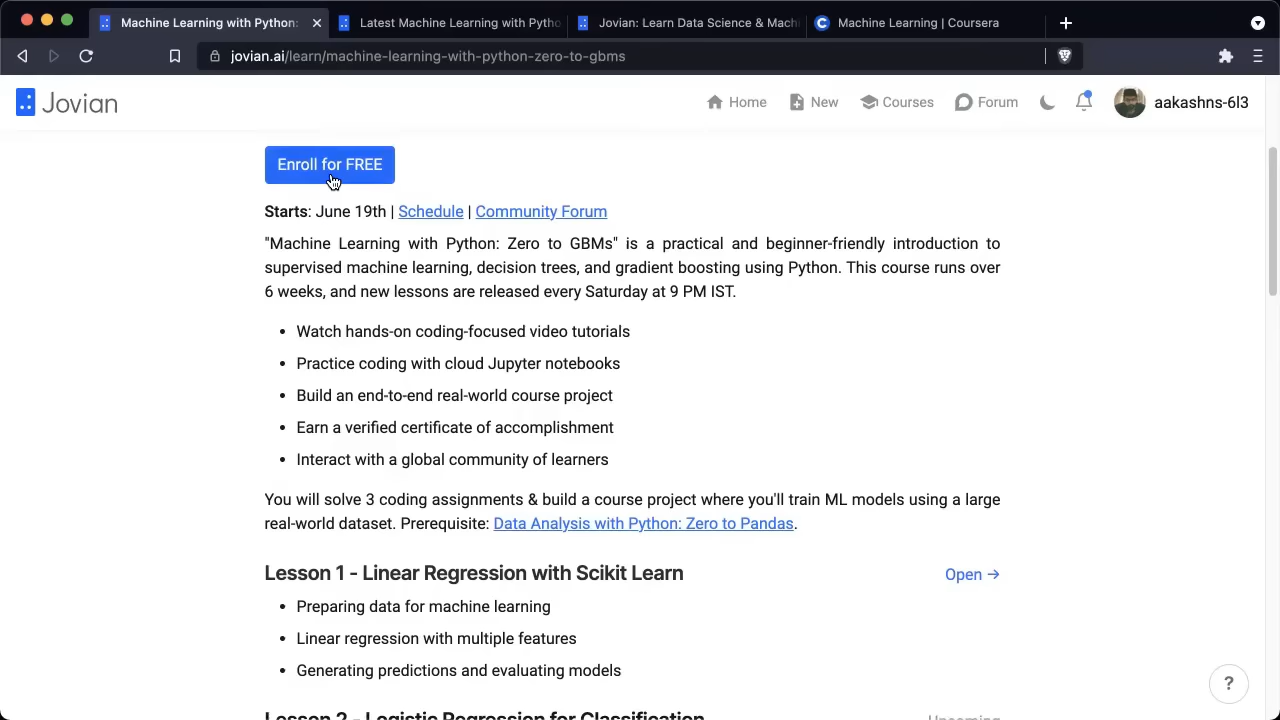 Machine Learning with Python:
Latest Machine Learning with Pytho
Jovian: Learn Data Science & Machi
Machine Learning | Coursera
jovian.ai/learn/machine-learning-with-python-zero-to-gbms
Jovian
Home
New
Courses
Forum
aakashns-6l3
Enroll for FREE
Starts: June 19th | Schedule | Community Forum
"Machine Learning with Python: Zero to GBMs" is a practical and beginner-friendly introduction to
supervised machine learning, decision trees, and gradient boosting using Python. This course runs over
6 weeks, and new lessons are released every Saturday at 9 PM IST.
• Watch hands-on coding-focused video tutorials
• Practice coding with cloud Jupyter notebooks
• Build an end-to-end real-world course project
• Earn a verified certificate of accomplishment
• Interact with a global community of learners
You will solve 3 coding assignments & build a course project where you'll train ML models using a large
real-world dataset. Prerequisite: Data Analysis with Python: Zero to Pandas.
Lesson 1 - Linear Regression with Scikit Learn
Open →
• Preparing data for machine learning
• Linear regression with multiple features
• Generating predictions and evaluating models
?
Lesson 2 - Logistic Regression for Classification
Upcoming